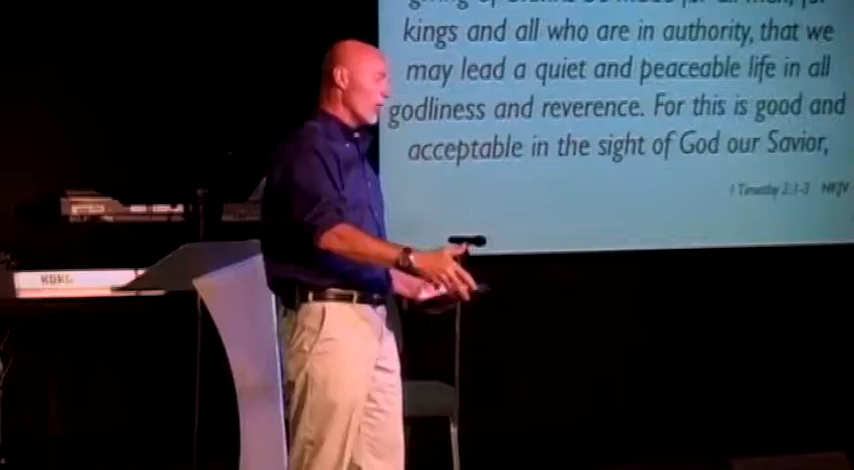 kings and all who are in authority, that we
may lead a quiet and peaceable life in all
godliness and reverence. For this is good and
acceptable in the sight of God our Savior,
1 Timothy 2:1-3 NKJV
KORG